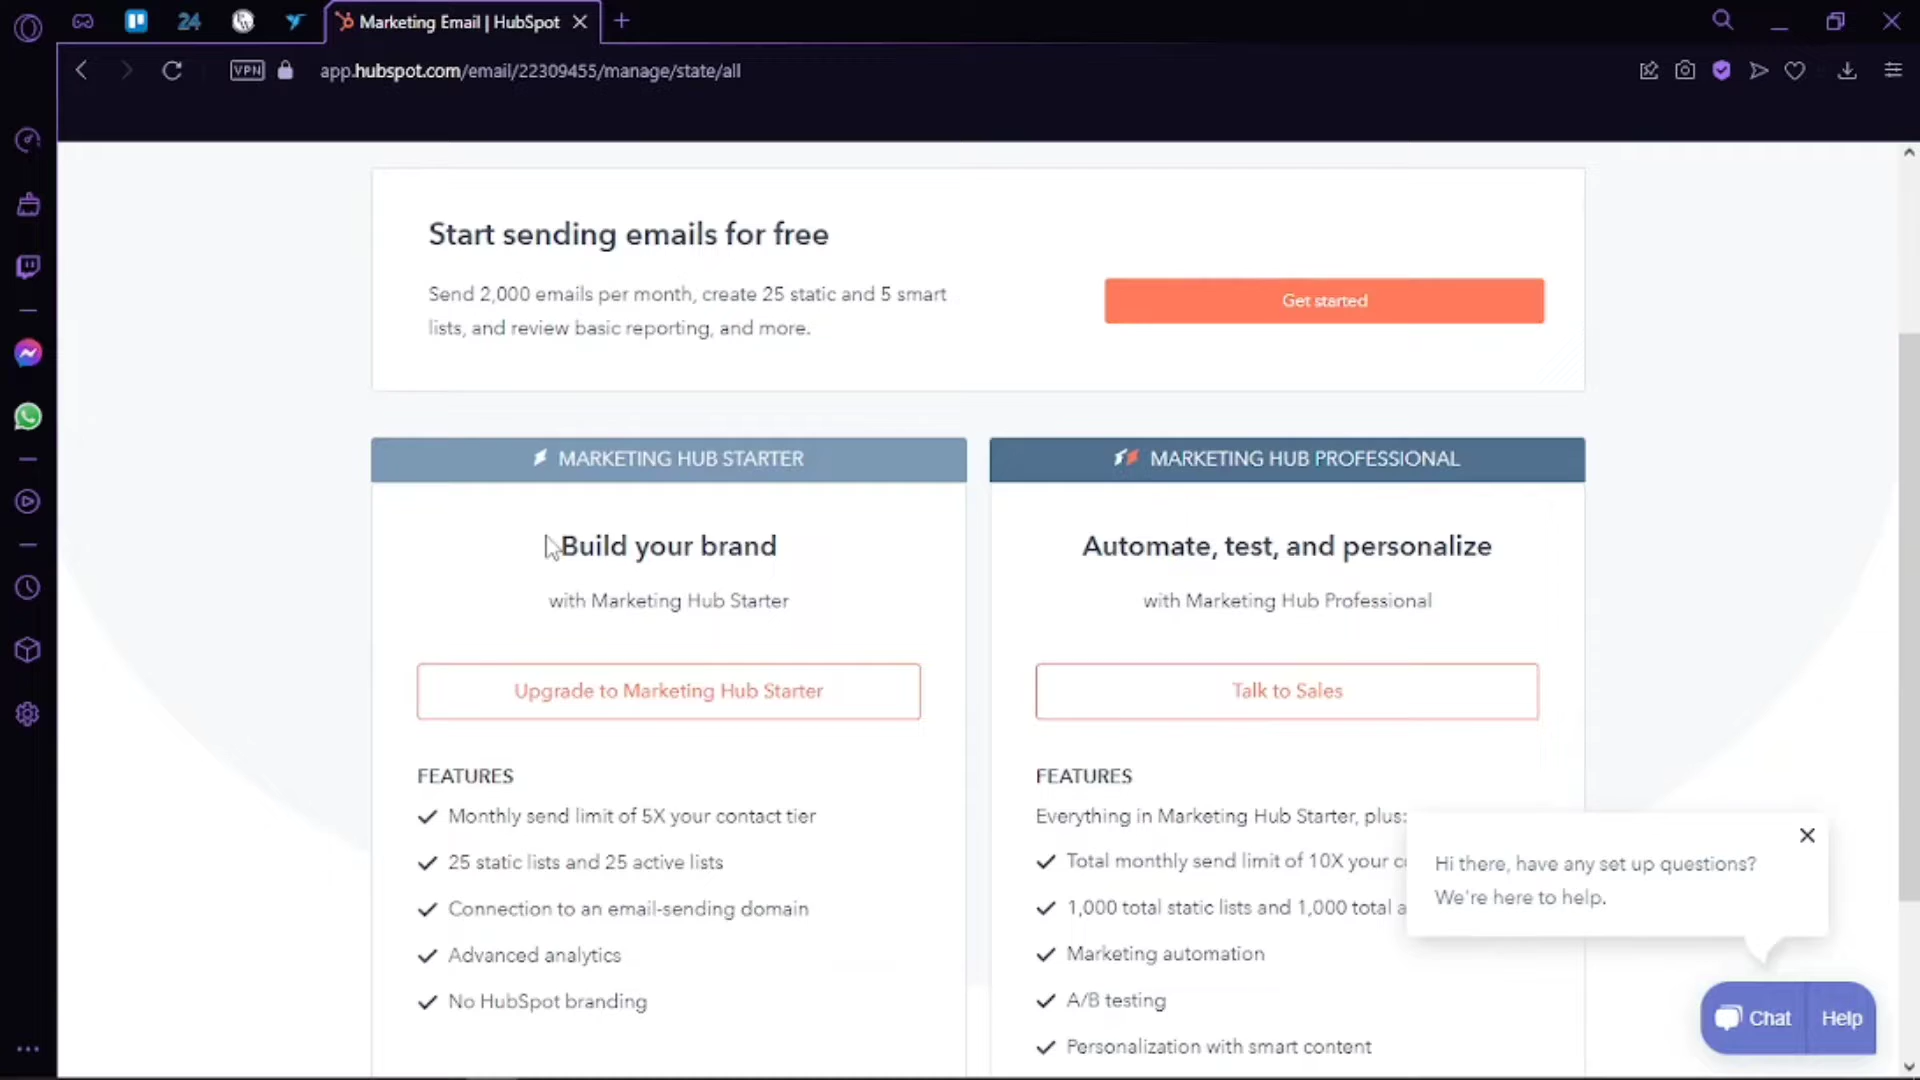 24
Marketing Email | HubSpot
VPN
app.hubspot.com/email/22309455/manage/state/all
Start sending emails for free
Send 2,000 emails per month, create 25 static and 5 smart
lists, and review basic reporting, and more.
Get started
MARKETING HUB STARTER
Build your brand
with Marketing Hub Starter
Upgrade to Marketing Hub Starter
FEATURES
Monthly send limit of 5X your contact tier
25 static lists and 25 active lists
Connection to an email-sending domain
Advanced analytics
No HubSpot branding
MARKETING HUB PROFESSIONAL
Automate, test, and personalize
with Marketing Hub Professional
Talk to Sales
FEATURES
Everything in Marketing Hub Starter, plus:
Total monthly send limit of 10X your
1,000 total static lists and 1,000 total
Marketing automation
A/B testing
Personalization with smart content
Hi there, have any set up questions?
We're here to help.
Chat
Help